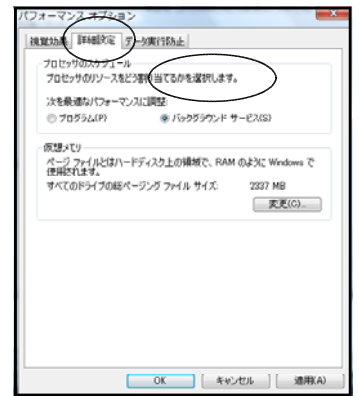 パフォーマンス オプション
視覚効果 詳細設定 データ実行防止
プロセッサのスケジュール
プロセッサのリソースをどう割り当てるかを選択します。
次を最適なパフォーマンスに調整:
プログラム(P) バックグラウンド サービス(S)
仮想メモリ
ページ ファイルとはハードディスク上の領域で、RAM のように Windows で
使用されます。
すべてのドライブの総ページング ファイル サイズ: 2337 MB
変更(C)...
OK キャンセル 適用(A)